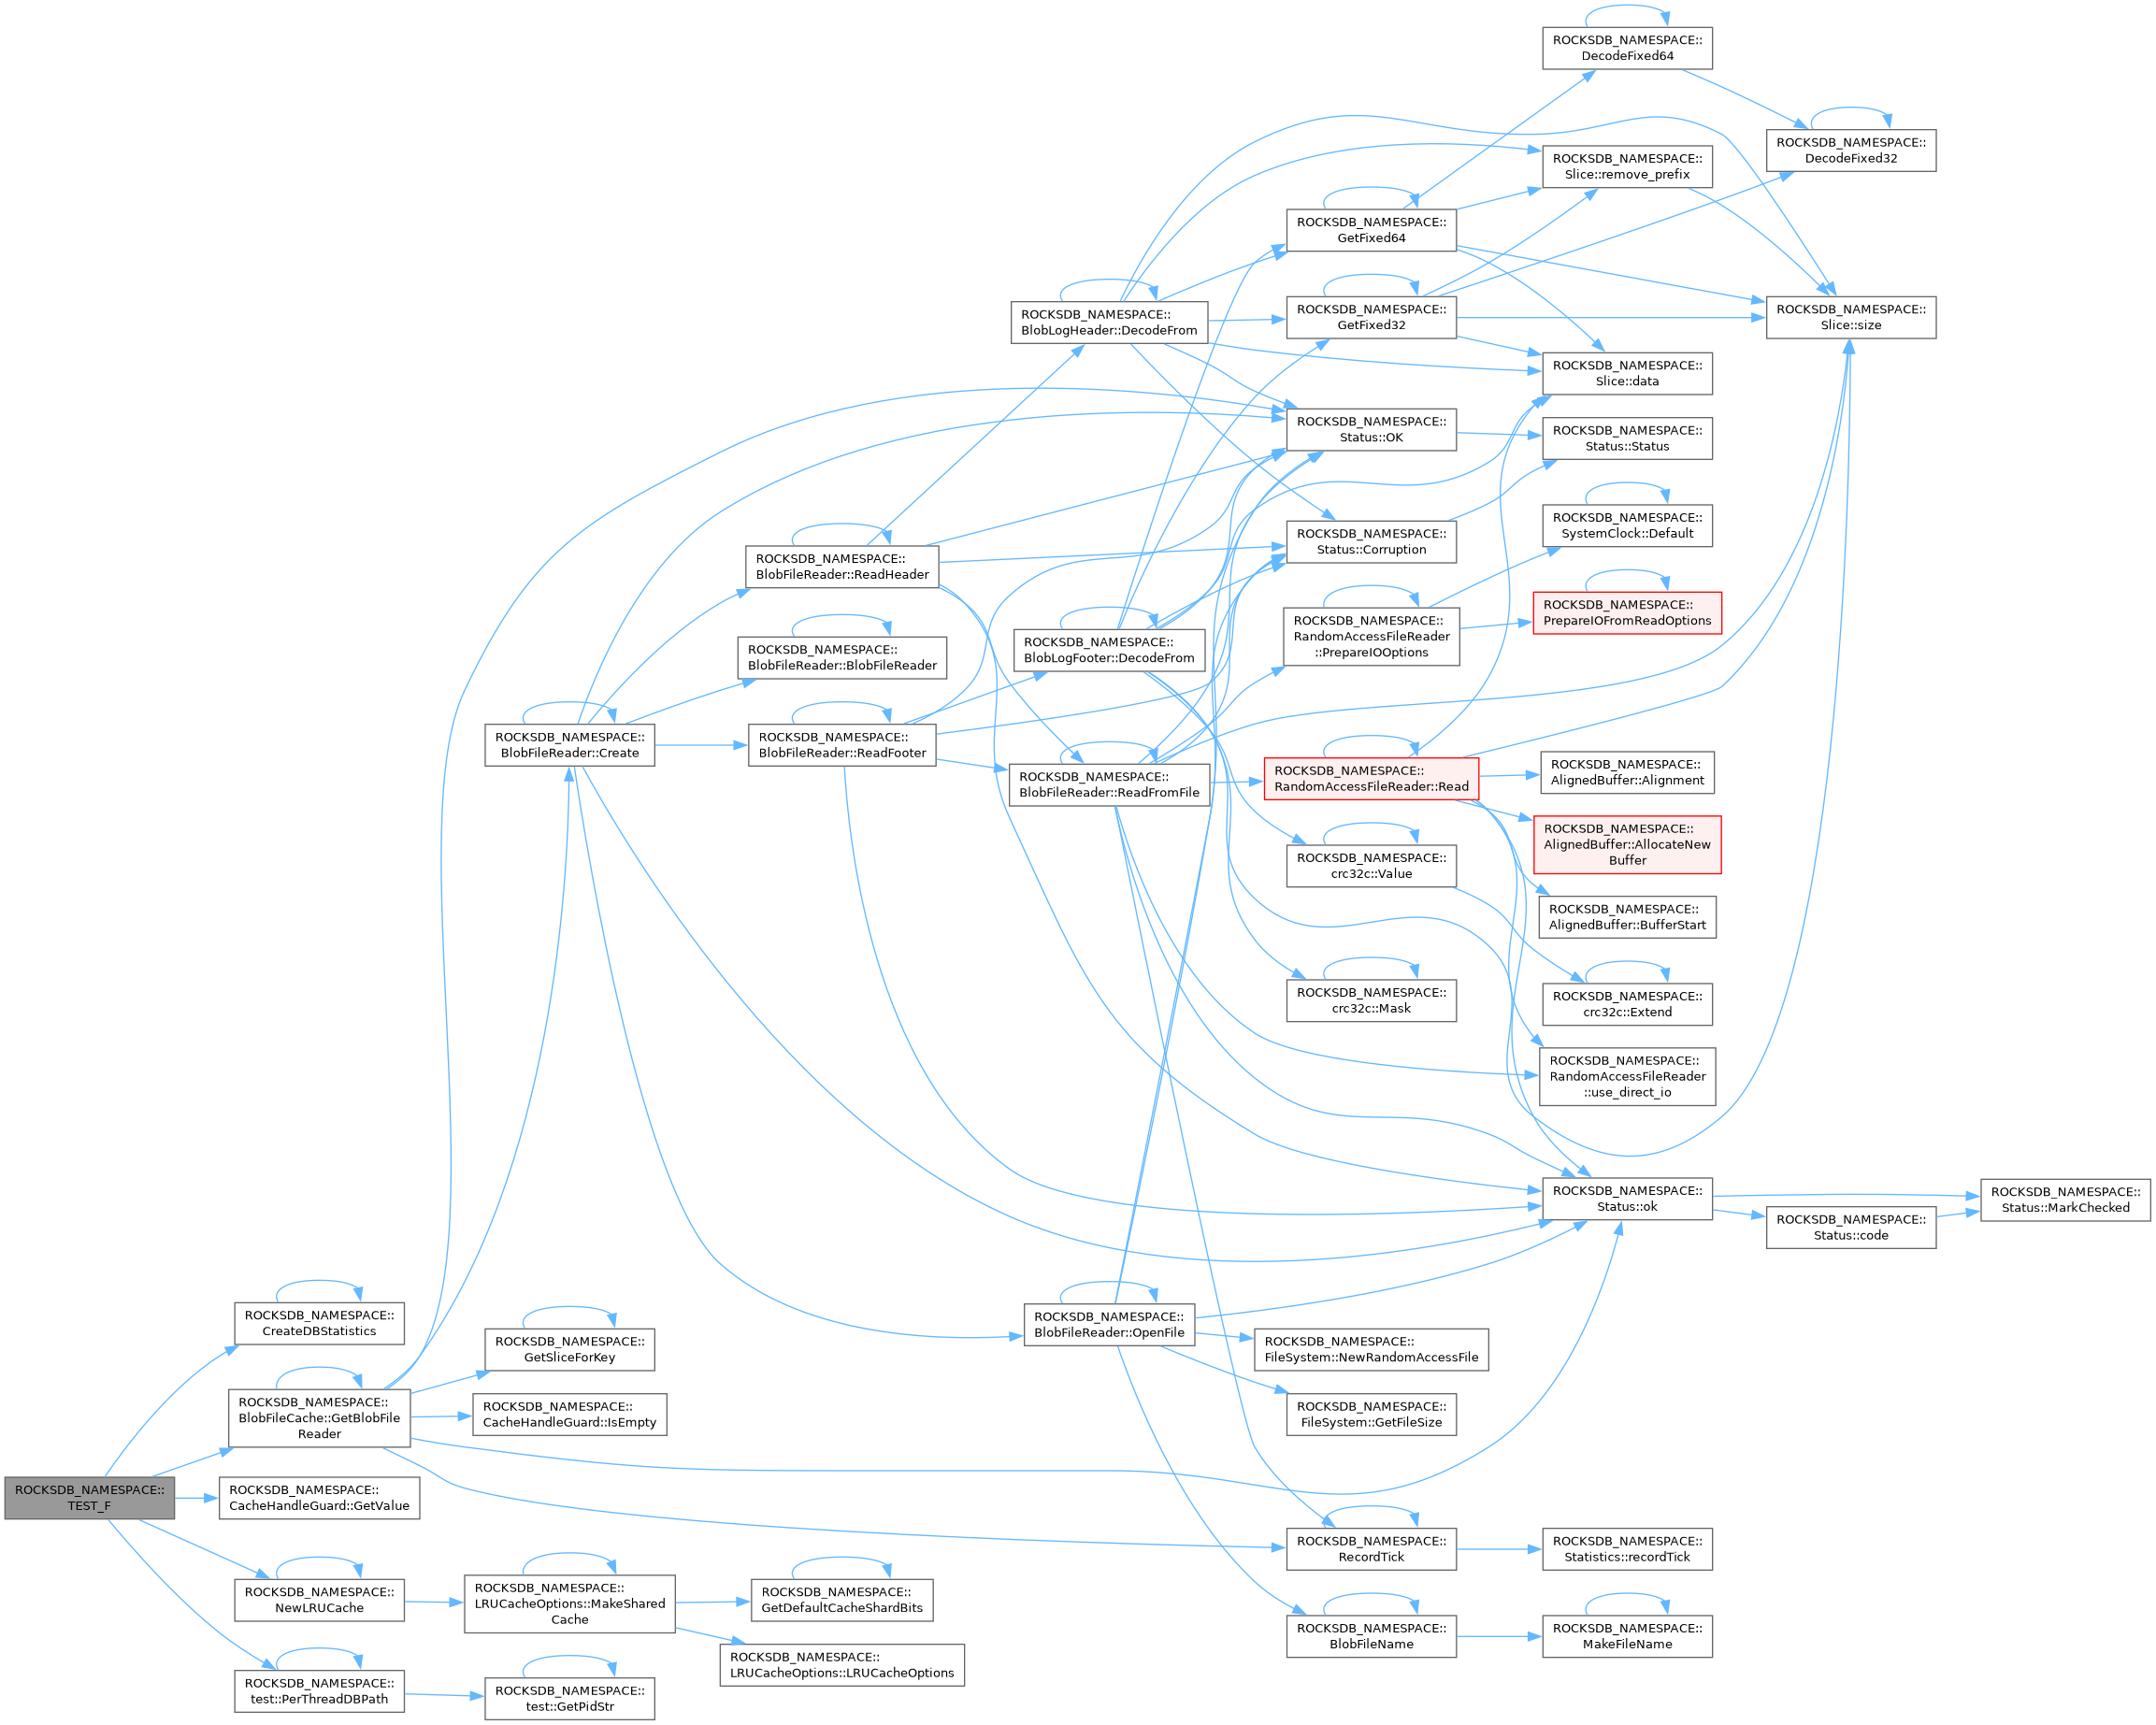 ROCKSDB_NAMESPACE::
TEST_F
ROCKSDB_NAMESPACE::
CreateDBStatistics
ROCKSDB_NAMESPACE::
BlobFileCache::GetBlobFile
Reader
ROCKSDB_NAMESPACE::
CacheHandleGuard::GetValue
ROCKSDB_NAMESPACE::
NewLRUCache
ROCKSDB_NAMESPACE::
test::PerThreadDBPath
ROCKSDB_NAMESPACE::
BlobFileReader::Create
ROCKSDB_NAMESPACE::
GetSliceForKey
ROCKSDB_NAMESPACE::
CacheHandleGuard::IsEmpty
ROCKSDB_NAMESPACE::
LRUCacheOptions::MakeShared
Cache
ROCKSDB_NAMESPACE::
test::GetPidStr
ROCKSDB_NAMESPACE::
BlobFileReader::ReadHeader
ROCKSDB_NAMESPACE::
BlobFileReader::BlobFileReader
ROCKSDB_NAMESPACE::
BlobFileReader::ReadFooter
ROCKSDB_NAMESPACE::
GetDefaultCacheShardBits
ROCKSDB_NAMESPACE::
LRUCacheOptions::LRUCacheOptions
ROCKSDB_NAMESPACE::
BlobLogHeader::DecodeFrom
ROCKSDB_NAMESPACE::
BlobLogFooter::DecodeFrom
ROCKSDB_NAMESPACE::
BlobFileReader::ReadFromFile
ROCKSDB_NAMESPACE::
BlobFileReader::OpenFile
ROCKSDB_NAMESPACE::
GetFixed64
ROCKSDB_NAMESPACE::
GetFixed32
ROCKSDB_NAMESPACE::
Status::OK
ROCKSDB_NAMESPACE::
Status::Corruption
ROCKSDB_NAMESPACE::
RandomAccessFileReader
::PrepareIOOptions
ROCKSDB_NAMESPACE::
RandomAccessFileReader::Read
ROCKSDB_NAMESPACE::
crc32c::Value
ROCKSDB_NAMESPACE::
crc32c::Mask
ROCKSDB_NAMESPACE::
FileSystem::NewRandomAccessFile
ROCKSDB_NAMESPACE::
FileSystem::GetFileSize
ROCKSDB_NAMESPACE::
RecordTick
ROCKSDB_NAMESPACE::
BlobFileName
ROCKSDB_NAMESPACE::
DecodeFixed64
ROCKSDB_NAMESPACE::
Slice::remove_prefix
ROCKSDB_NAMESPACE::
Slice::data
ROCKSDB_NAMESPACE::
Status::Status
ROCKSDB_NAMESPACE::
SystemClock::Default
ROCKSDB_NAMESPACE::
PrepareIOFromReadOptions
ROCKSDB_NAMESPACE::
AlignedBuffer::Alignment
ROCKSDB_NAMESPACE::
AlignedBuffer::AllocateNew
Buffer
ROCKSDB_NAMESPACE::
AlignedBuffer::BufferStart
ROCKSDB_NAMESPACE::
crc32c::Extend
ROCKSDB_NAMESPACE::
RandomAccessFileReader
::use_direct_io
ROCKSDB_NAMESPACE::
Status::ok
ROCKSDB_NAMESPACE::
Statistics::recordTick
ROCKSDB_NAMESPACE::
MakeFileName
ROCKSDB_NAMESPACE::
DecodeFixed32
ROCKSDB_NAMESPACE::
Slice::size
ROCKSDB_NAMESPACE::
Status::code
ROCKSDB_NAMESPACE::
Status::MarkChecked